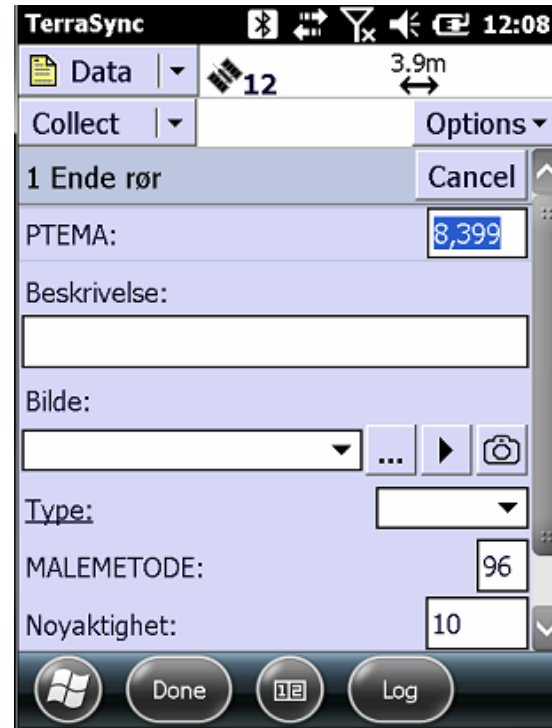 TerraSync 12:08
Data 12 3.9m
Collect Options
1 Ende rør Cancel
PTEMA: 8,399
Beskrivelse:
Bilde:
...
Type:
MALEMETODE: 96
Noyaktighet: 10
Done Log